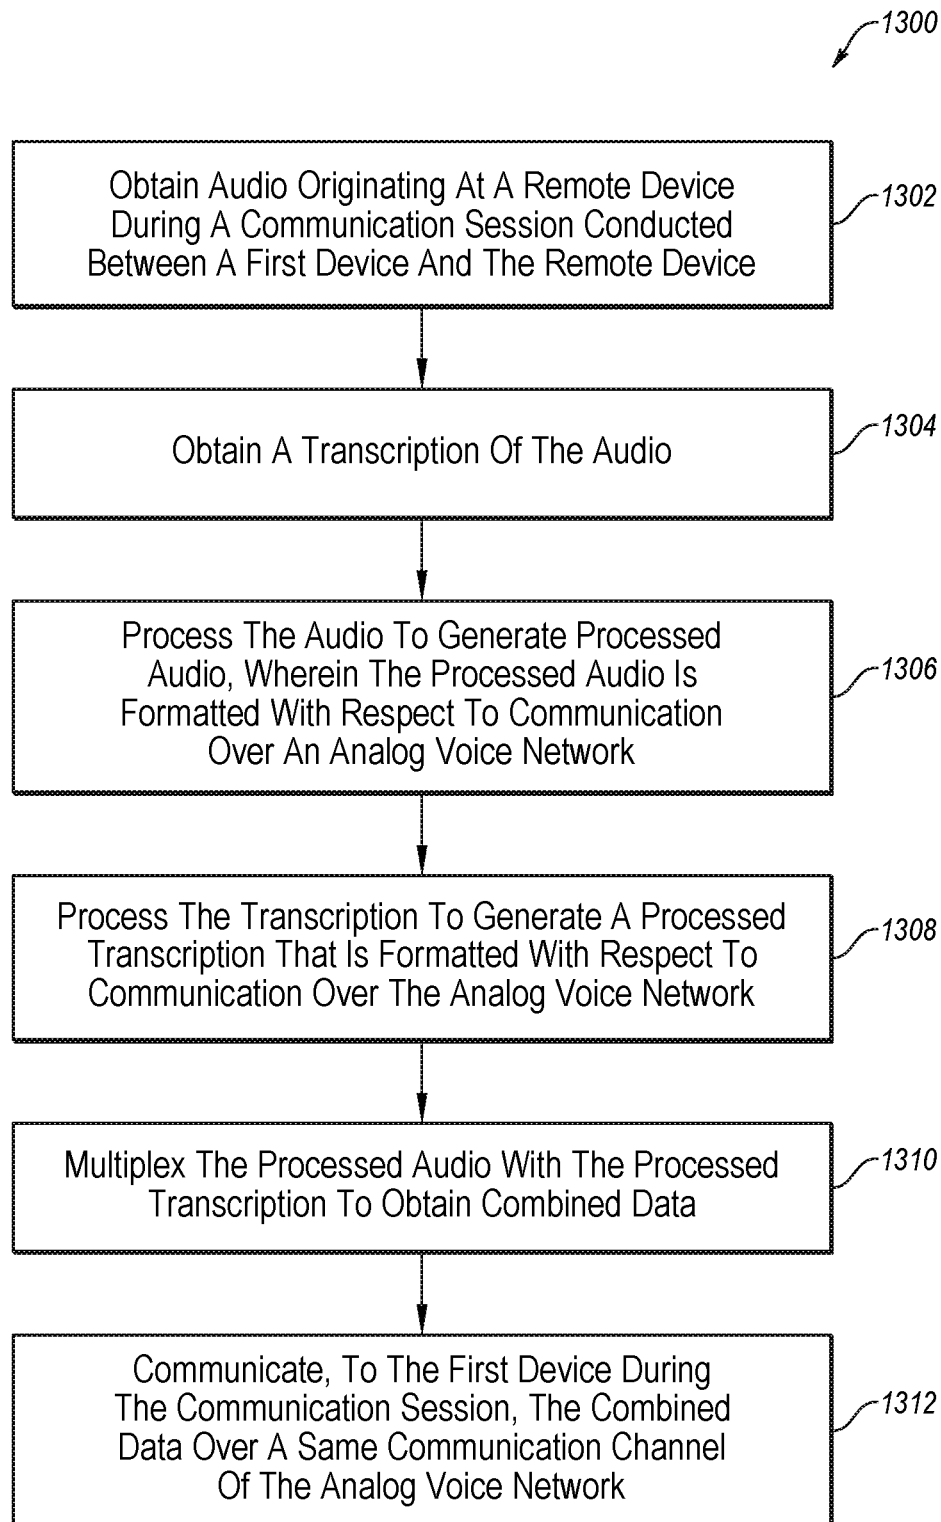 1300
Obtain Audio Originating At A Remote Device
During A Communication Session Conducted
Between A First Device And The Remote Device
1302
Obtain A Transcription Of The Audio
1304
Process The Audio To Generate Processed
Audio, Wherein The Processed Audio Is
Formatted With Respect To Communication
Over An Analog Voice Network
1306
Process The Transcription To Generate A Processed
Transcription That Is Formatted With Respect To
Communication Over The Analog Voice Network
1308
Multiplex The Processed Audio With The Processed
Transcription To Obtain Combined Data
1310
Communicate, To The First Device During
The Communication Session, The Combined
Data Over A Same Communication Channel
Of The Analog Voice Network
1312